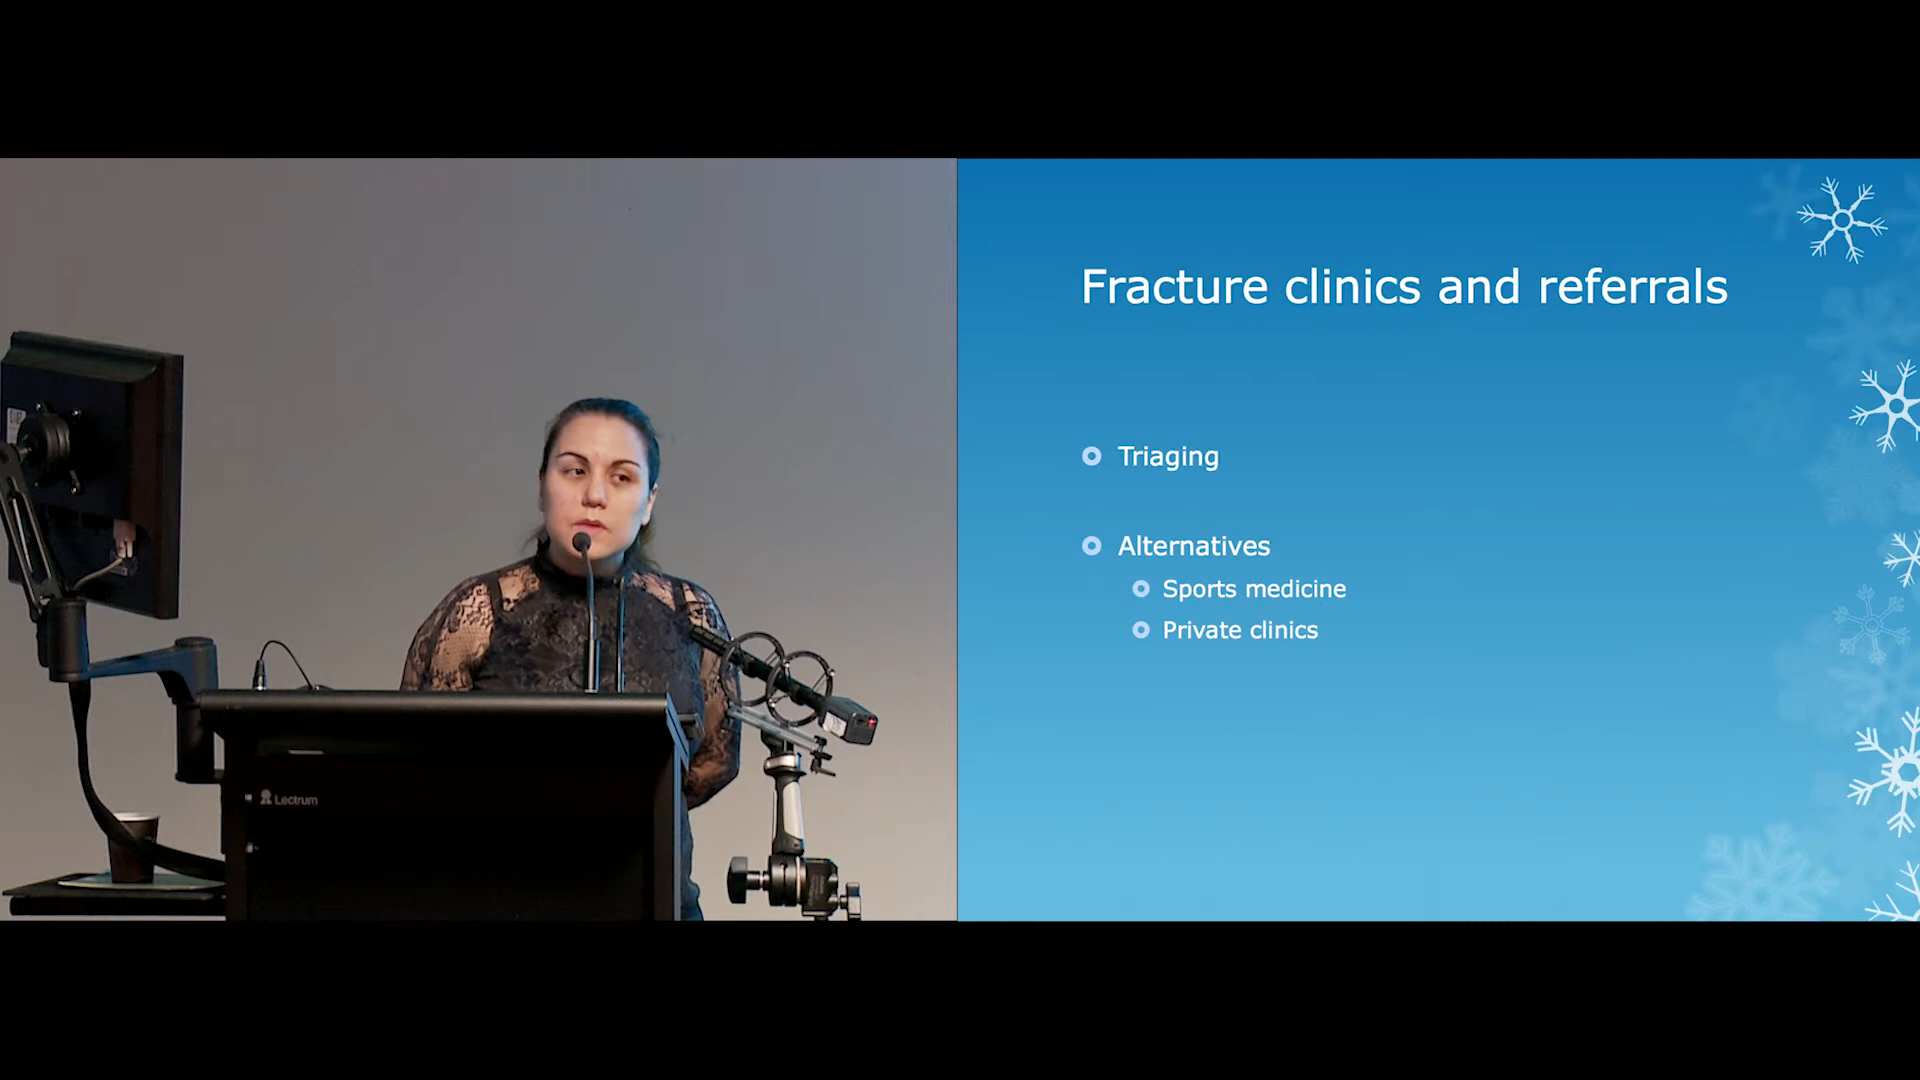 Fracture clinics and referrals
Triaging
Alternatives
Sports medicine
Private clinics
Lectrum